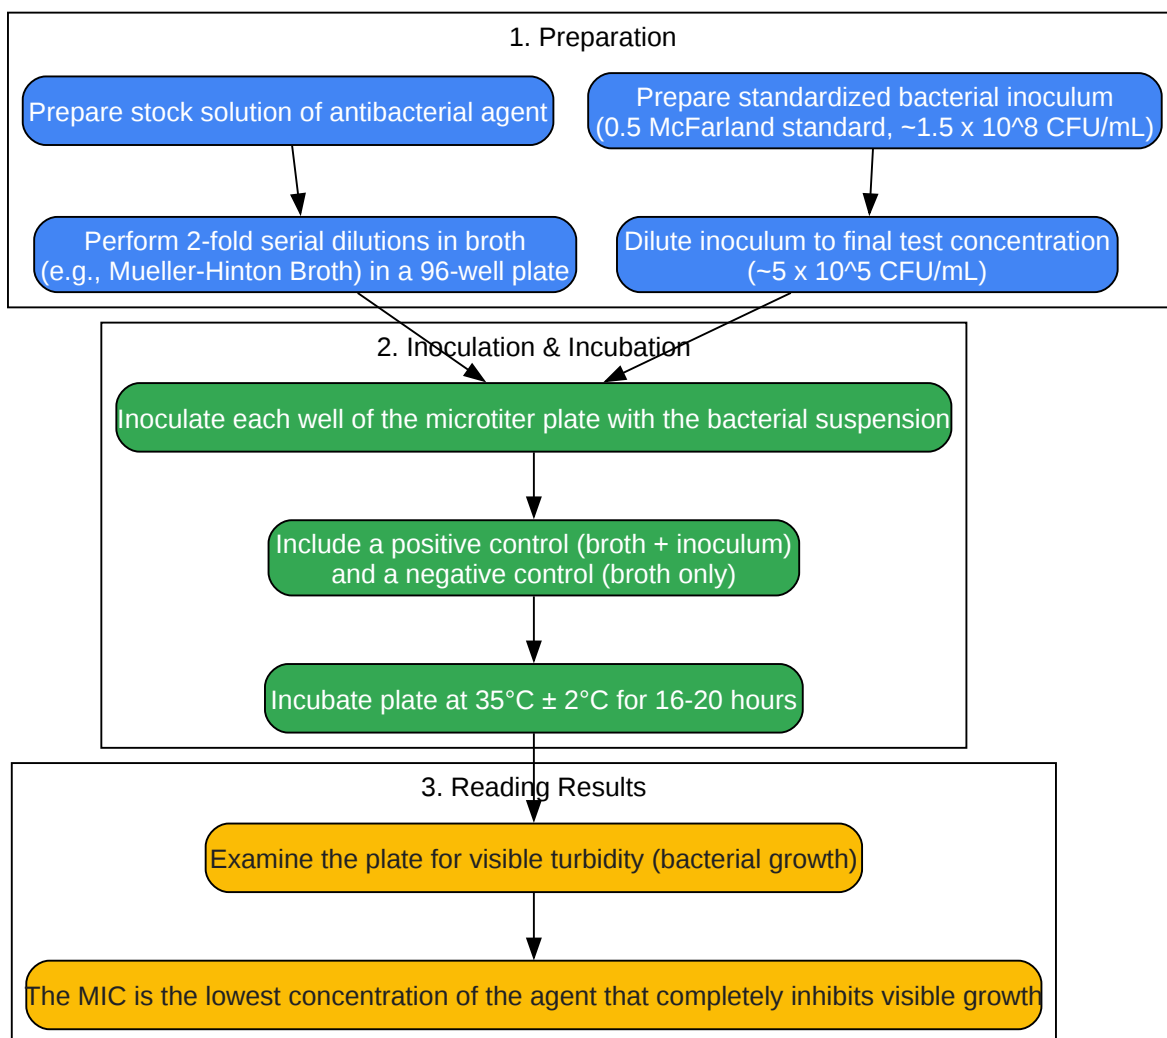 1. Preparation
Prepare stock solution of antibacterial agent
Prepare standardized bacterial inoculum
(0.5 McFarland standard, ~1.5 x 10^8 CFU/mL)
Perform 2-fold serial dilutions in broth
(e.g., Mueller-Hinton Broth) in a 96-well plate
Dilute inoculum to final test concentration
(~5 x 10^5 CFU/mL)
2. Inoculation & Incubation
Inoculate each well of the microtiter plate with the bacterial suspension
Include a positive control (broth + inoculum)
and a negative control (broth only)
Incubate plate at 35°C ± 2°C for 16-20 hours
3. Reading Results
Examine the plate for visible turbidity (bacterial growth)
The MIC is the lowest concentration of the agent that completely inhibits visible growth